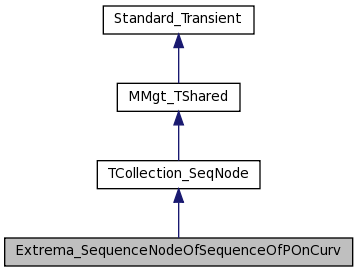 Standard_Transient
MMgt_TShared
TCollection_SeqNode
Extrema_SequenceNodeOfSequenceOfPOnCurv